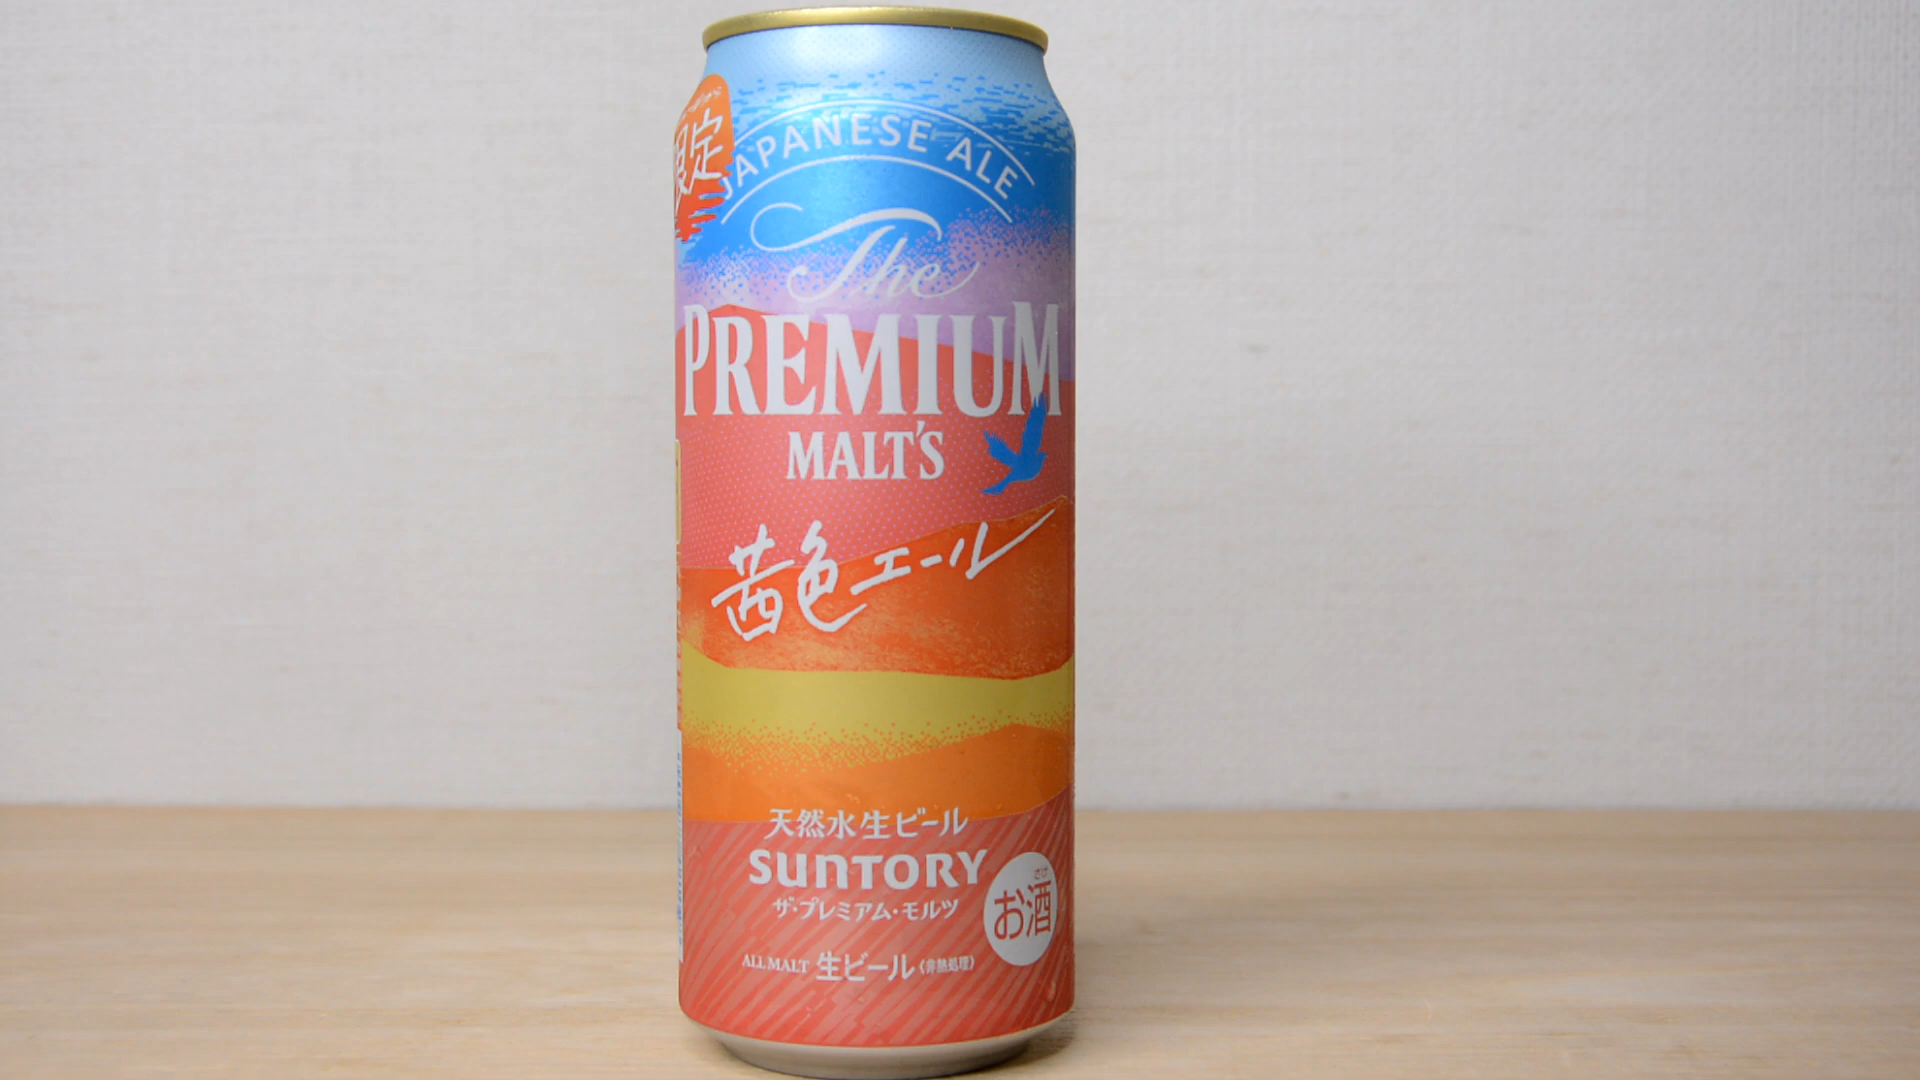 限定
JAPANESE ALE
The
PREMIUM
MALT'S
茜色エール
天然水生ビール
SUNTORY
ザ・プレミアム・モルツ
さけ
お酒
ALL MALT 生ビール《非熱処理》